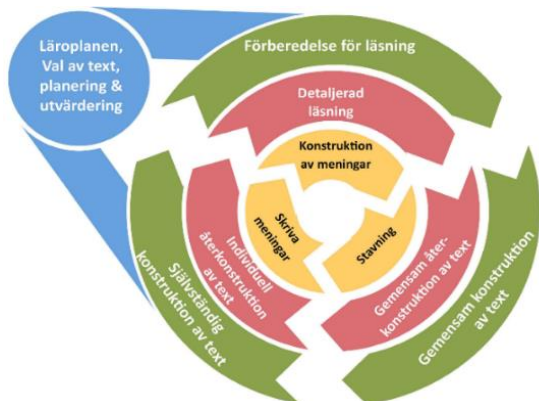 Läroplanen,
Val av text,
planering &
utvärdering
Förberedelse för läsning
Detaljerad
läsning
Konstruktion
av meningar
Skriva
meningar
Stavning
Individuell
återkonstruktion
av text
Gemensam åter-
konstruktion av text
Självständig
konstruktion av text
Gemensam konstruktion
av text